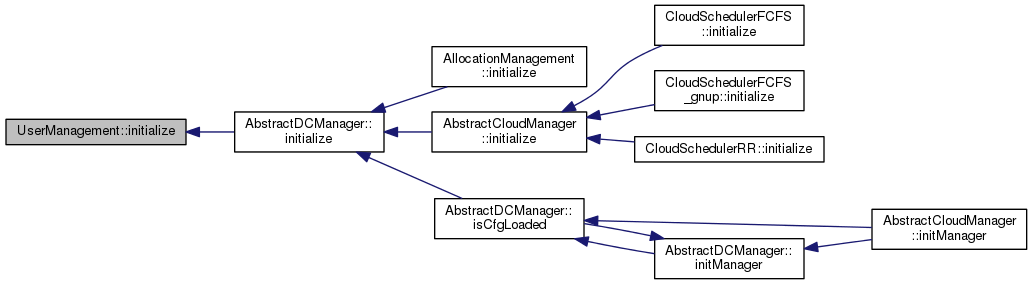 UserManagement::initialize
AbstractDCManager::
initialize
AllocationManagement
::initialize
AbstractCloudManager
::initialize
CloudSchedulerFCFS
::initialize
CloudSchedulerFCFS
_gnup::initialize
CloudSchedulerRR::initialize
AbstractDCManager::
isCfgLoaded
AbstractDCManager::
initManager
AbstractCloudManager
::initManager